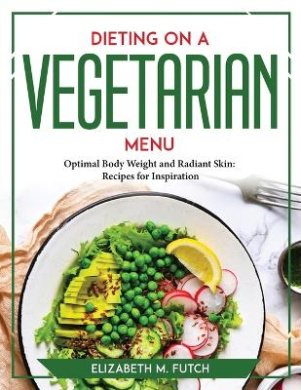 DIETING ON A
VEGETARIAN
MENU
Optimal Body Weight and Radiant Skin:
Recipes for Inspiration
ELIZABETH M. FUTCH